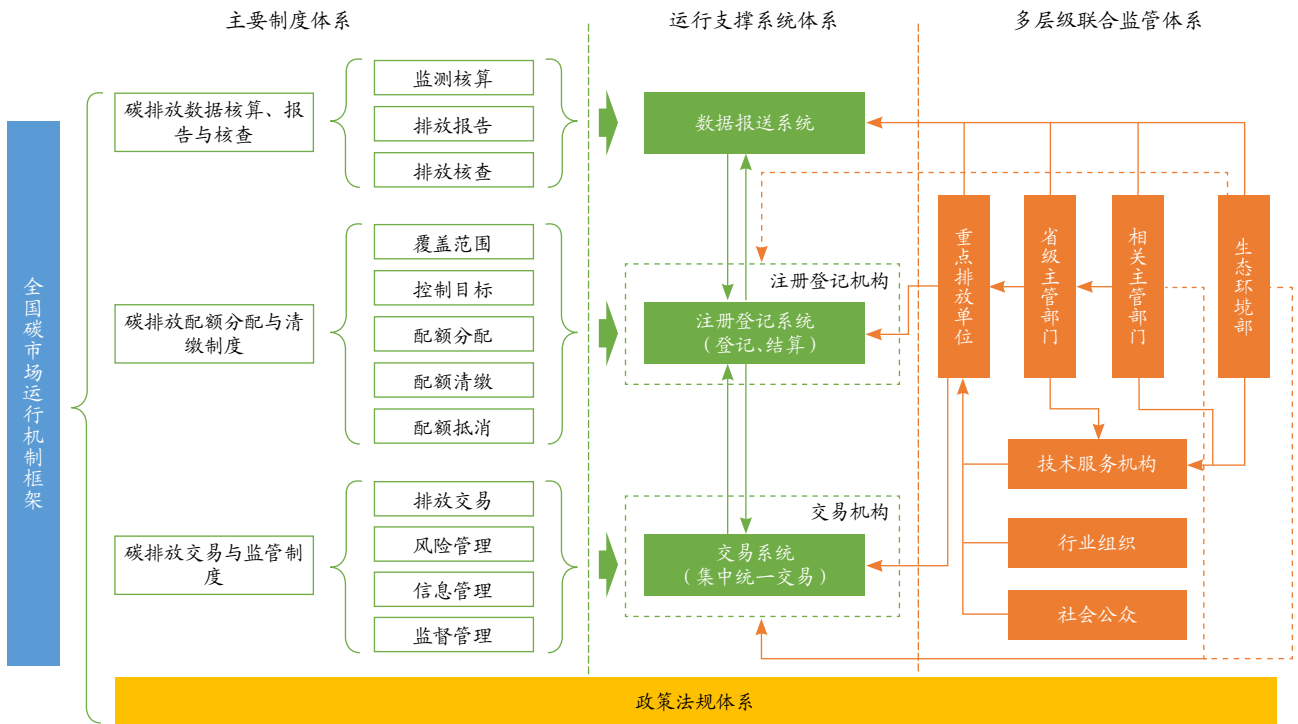 主要制度体系
运行支撑系统体系
多层级联合监管体系
全国碳市场运行机制框架
碳排放数据核算、报
告与核查
监测核算
排放报告
排放核查
碳排放配额分配与清
缴制度
覆盖范围
控制目标
配额分配
配额清缴
配额抵消
碳排放交易与监管制
度
排放交易
风险管理
信息管理
监督管理
数据报送系统
注册登记机构
注册登记系统
（登记、结算）
交易机构
交易系统
（集中统一交易）
重点排放单位
省级主管部门
相关主管部门
生态环境部
技术服务机构
行业组织
社会公众
政策法规体系